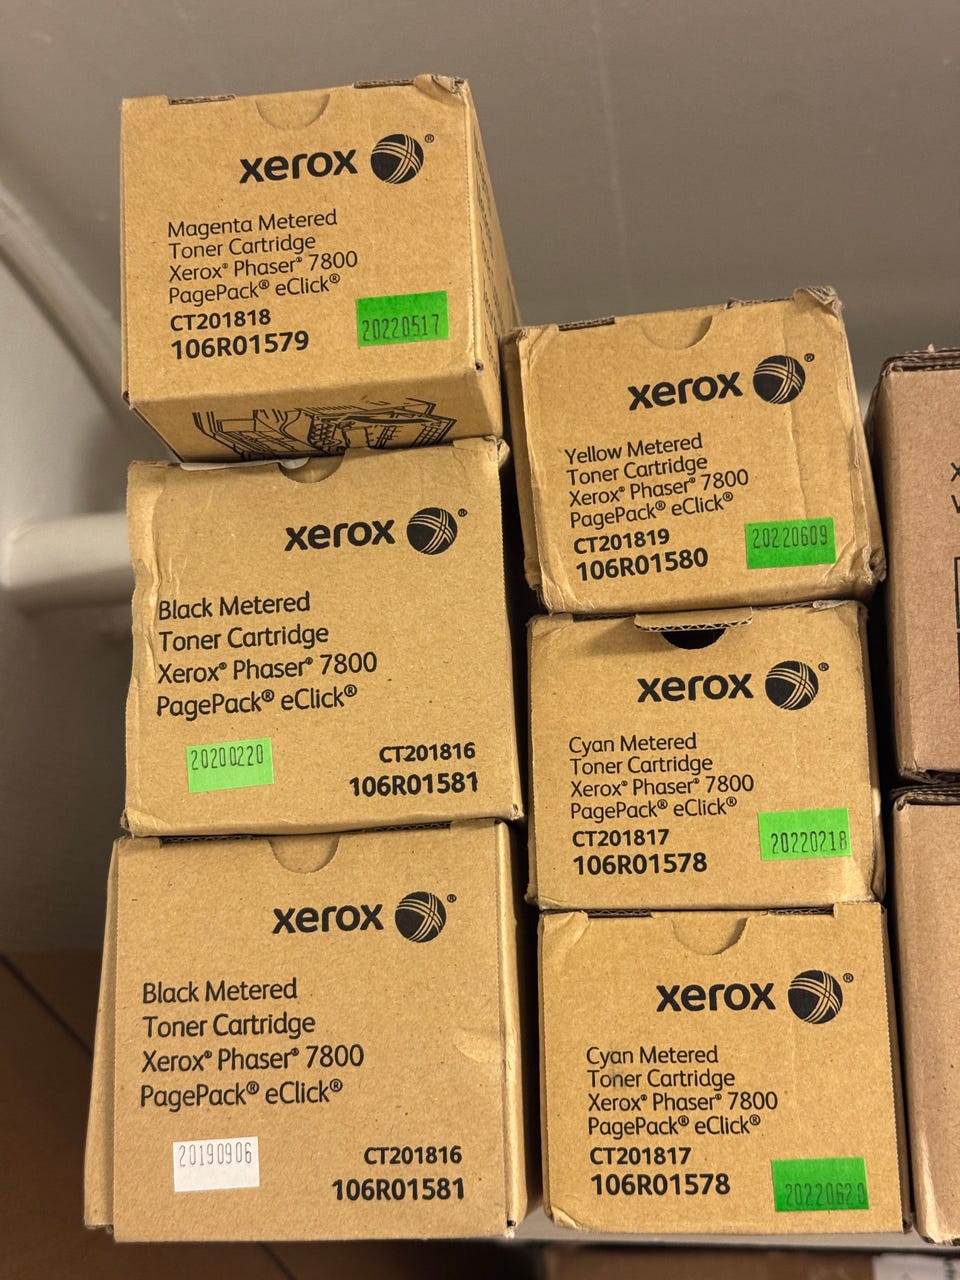 xerox®
Magenta Metered
Toner Cartridge
Xerox® Phaser® 7800
PagePack® eClick®
CT201818
106R01579
20220517
xerox®
Black Metered
Toner Cartridge
Xerox® Phaser® 7800
PagePack® eClick®
20200220
CT201816
106R01581
xerox®
Black Metered
Toner Cartridge
Xerox® Phaser® 7800
PagePack® eClick®
20190906
CT201816
106R01581
xerox®
Yellow Metered
Toner Cartridge
Xerox® Phaser® 7800
PagePack® eClick®
CT201819
106R01580
20220609
xerox®
Cyan Metered
Toner Cartridge
Xerox® Phaser® 7800
PagePack® eClick®
CT201817
106R01578
20220218
xerox®
Cyan Metered
Toner Cartridge
Xerox® Phaser® 7800
PagePack® eClick®
CT201817
106R01578
20220620